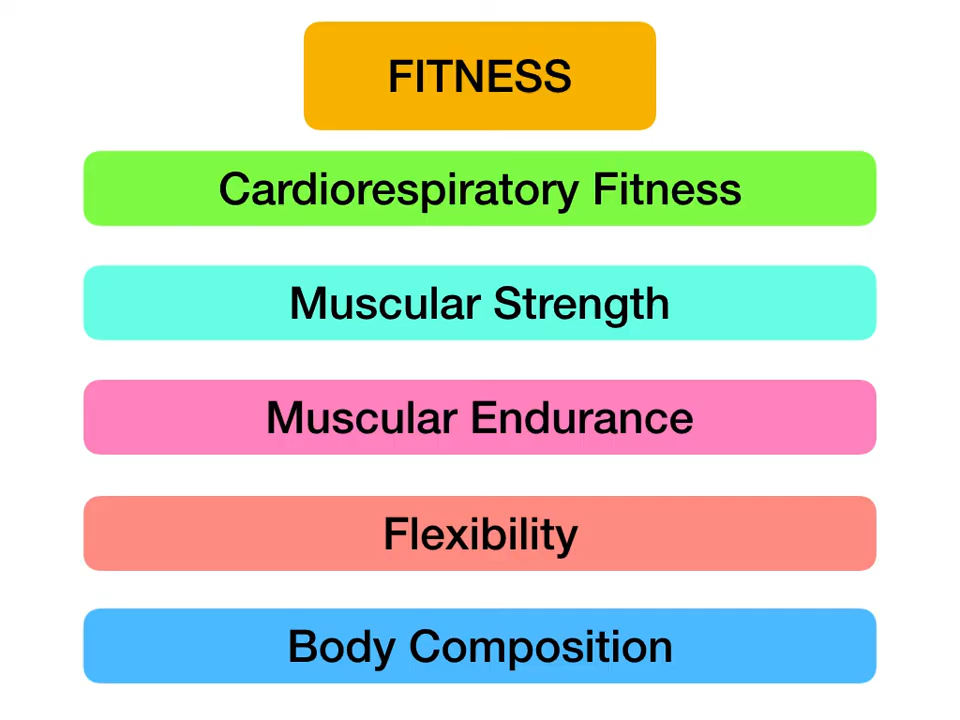 FITNESS
Cardiorespiratory Fitness
Muscular Strength
Muscular Endurance
Flexibility
Body Composition